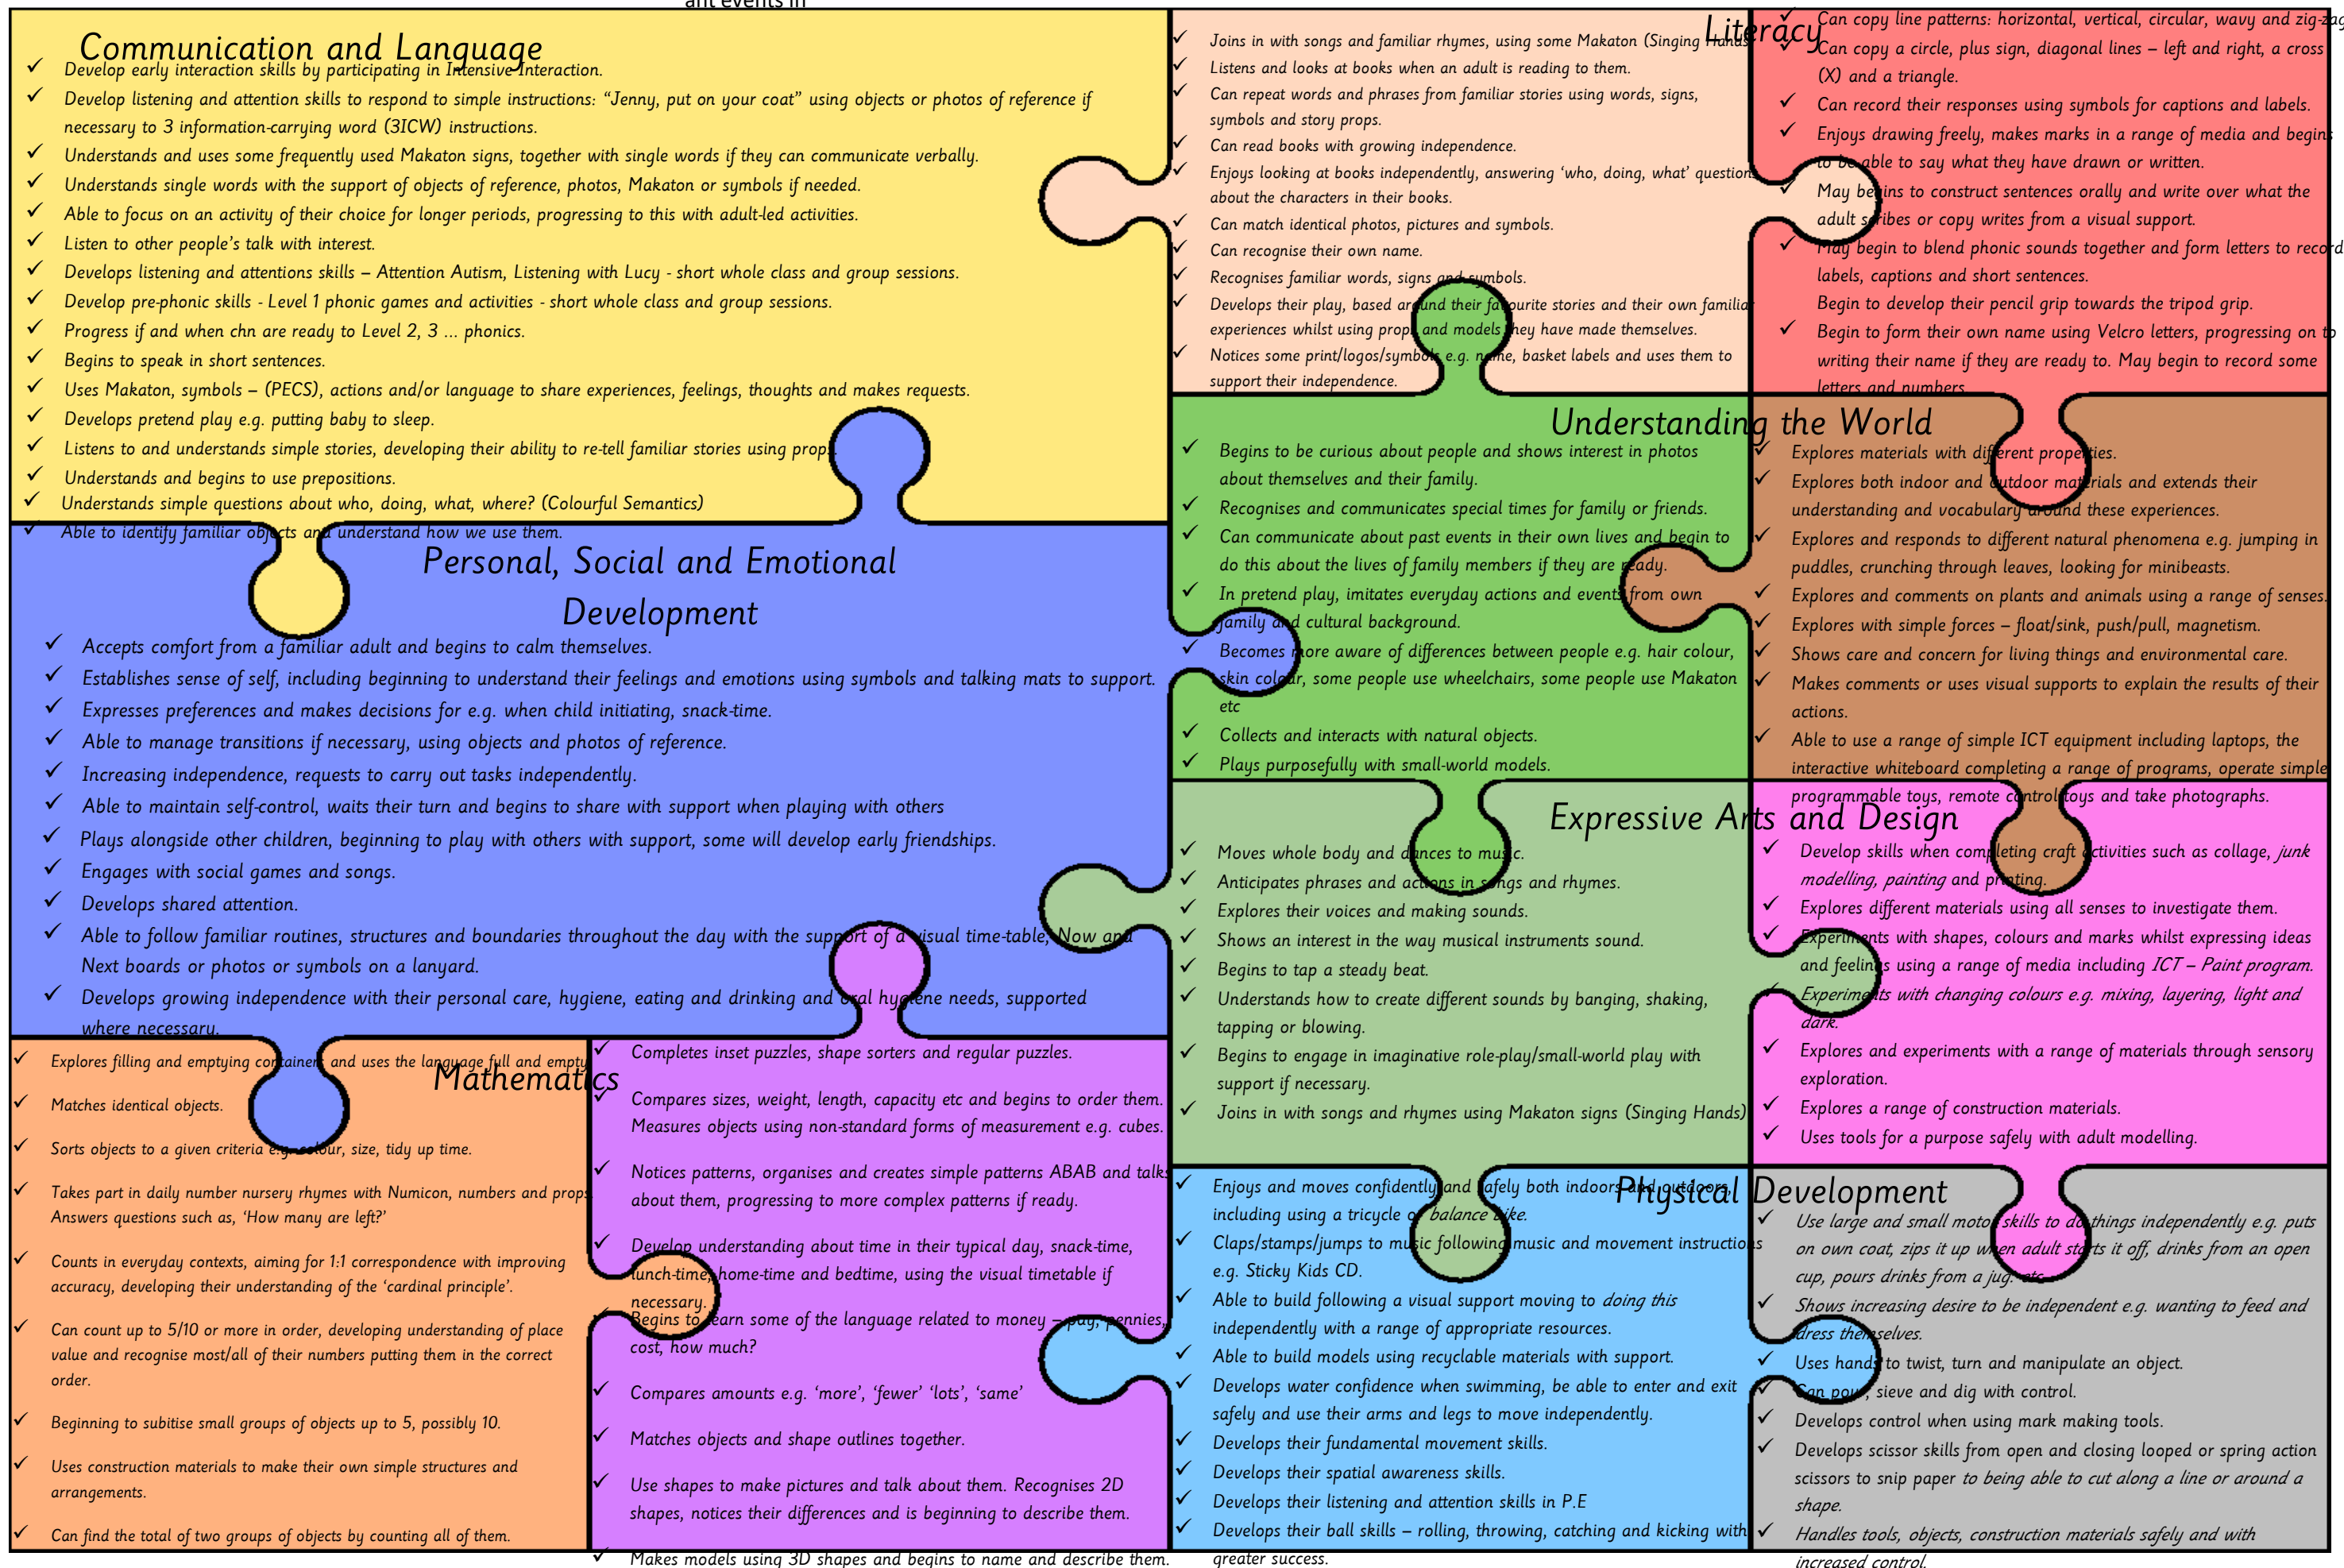 ant events in
Communication and Language
Develop early interaction skills by participating in Intensive Interaction.
Develop listening and attention skills to respond to simple instructions: “Jenny, put on your coat” using objects or photos of reference if
necessary to 3 information-carrying word (3ICW) instructions.
Understands and uses some frequently used Makaton signs, together with single words if they can communicate verbally.
Understands single words with the support of objects of reference, photos, Makaton or symbols if needed.
Able to focus on an activity of their choice for longer periods, progressing to this with adult-led activities.
Listen to other people’s talk with interest.
Develops listening and attentions skills – Attention Autism, Listening with Lucy - short whole class and group sessions.
Develop pre-phonic skills - Level 1 phonic games and activities - short whole class and group sessions.
Progress if and when chn are ready to Level 2, 3 … phonics.
Begins to speak in short sentences.
Uses Makaton, symbols – (PECS), actions and/or language to share experiences, feelings, thoughts and makes requests.
Develops pretend play e.g. putting baby to sleep.
Listens to and understands simple stories, developing their ability to re-tell familiar stories using props.
Understands and begins to use prepositions.
Understands simple questions about who, doing, what, where? (Colourful Semantics)
Able to identify familiar objects and understand how we use them.
Literacy
Joins in with songs and familiar rhymes, using some Makaton (Singing Hands)
Listens and looks at books when an adult is reading to them.
Can repeat words and phrases from familiar stories using words, signs,
symbols and story props.
Can read books with growing independence.
Enjoys looking at books independently, answering ‘who, doing, what’ questions
about the characters in their books.
Can match identical photos, pictures and symbols.
Can recognise their own name.
Recognises familiar words, signs and symbols.
Develops their play, based around their favourite stories and their own familiar
experiences whilst using props and models they have made themselves.
Notices some print/logos/symbols e.g. name, basket labels and uses them to
support their independence.
Can copy line patterns: horizontal, vertical, circular, wavy and zig-zag
Can copy a circle, plus sign, diagonal lines – left and right, a cross
(X) and a triangle.
Can record their responses using symbols for captions and labels.
Enjoys drawing freely, makes marks in a range of media and begins
to be able to say what they have drawn or written.
May begins to construct sentences orally and write over what the
adult scribes or copy writes from a visual support.
May begin to blend phonic sounds together and form letters to record
labels, captions and short sentences.
Begin to develop their pencil grip towards the tripod grip.
Begin to form their own name using Velcro letters, progressing on to
writing their name if they are ready to. May begin to record some
letters and numbers
Personal, Social and Emotional
Development
Accepts comfort from a familiar adult and begins to calm themselves.
Establishes sense of self, including beginning to understand their feelings and emotions using symbols and talking mats to support.
Expresses preferences and makes decisions for e.g. when child initiating, snack-time.
Able to manage transitions if necessary, using objects and photos of reference.
Increasing independence, requests to carry out tasks independently.
Able to maintain self-control, waits their turn and begins to share with support when playing with others
Plays alongside other children, beginning to play with others with support, some will develop early friendships.
Engages with social games and songs.
Develops shared attention.
Able to follow familiar routines, structures and boundaries throughout the day with the support of a visual time-table, Now and
Next boards or photos or symbols on a lanyard.
Develops growing independence with their personal care, hygiene, eating and drinking and oral hygiene needs, supported
where necessary.
Understanding the World
Begins to be curious about people and shows interest in photos
about themselves and their family.
Recognises and communicates special times for family or friends.
Can communicate about past events in their own lives and begin to
do this about the lives of family members if they are ready.
In pretend play, imitates everyday actions and events from own
family and cultural background.
Becomes more aware of differences between people e.g. hair colour,
skin colour, some people use wheelchairs, some people use Makaton
etc
Collects and interacts with natural objects.
Plays purposefully with small-world models.
Explores materials with different properties.
Explores both indoor and outdoor materials and extends their
understanding and vocabulary around these experiences.
Explores and responds to different natural phenomena e.g. jumping in
puddles, crunching through leaves, looking for minibeasts.
Explores and comments on plants and animals using a range of senses.
Explores with simple forces – float/sink, push/pull, magnetism.
Shows care and concern for living things and environmental care.
Makes comments or uses visual supports to explain the results of their
actions.
Able to use a range of simple ICT equipment including laptops, the
interactive whiteboard completing a range of programs, operate simple
programmable toys, remote control toys and take photographs.
Expressive Arts and Design
Moves whole body and dances to music.
Anticipates phrases and actions in songs and rhymes.
Explores their voices and making sounds.
Shows an interest in the way musical instruments sound.
Begins to tap a steady beat.
Understands how to create different sounds by banging, shaking,
tapping or blowing.
Begins to engage in imaginative role-play/small-world play with
support if necessary.
Joins in with songs and rhymes using Makaton signs (Singing Hands)
Develop skills when completing craft activities such as collage, junk
modelling, painting and printing.
Explores different materials using all senses to investigate them.
Experiments with shapes, colours and marks whilst expressing ideas
and feelings using a range of media including ICT – Paint program.
Experiments with changing colours e.g. mixing, layering, light and
dark.
Explores and experiments with a range of materials through sensory
exploration.
Explores a range of construction materials.
Uses tools for a purpose safely with adult modelling.
Mathematics
Explores filling and emptying containers and uses the language full and empty
Matches identical objects.
Sorts objects to a given criteria e.g. colour, size, tidy up time.
Takes part in daily number nursery rhymes with Numicon, numbers and props
Answers questions such as, ‘How many are left?’
Counts in everyday contexts, aiming for 1:1 correspondence with improving
accuracy, developing their understanding of the ‘cardinal principle’.
Can count up to 5/10 or more in order, developing understanding of place
value and recognise most/all of their numbers putting them in the correct
order.
Beginning to subitise small groups of objects up to 5, possibly 10.
Uses construction materials to make their own simple structures and
arrangements.
Can find the total of two groups of objects by counting all of them.
Completes inset puzzles, shape sorters and regular puzzles.
Compares sizes, weight, length, capacity etc and begins to order them.
Measures objects using non-standard forms of measurement e.g. cubes.
Notices patterns, organises and creates simple patterns ABAB and talks
about them, progressing to more complex patterns if ready.
Develop understanding about time in their typical day, snack-time,
lunch-time, home-time and bedtime, using the visual timetable if
necessary.
Begins to learn some of the language related to money – pay, pennies,
cost, how much?
Compares amounts e.g. ‘more’, ‘fewer’ ‘lots’, ‘same’
Matches objects and shape outlines together.
Use shapes to make pictures and talk about them. Recognises 2D
shapes, notices their differences and is beginning to describe them.
Makes models using 3D shapes and begins to name and describe them.
Physical Development
Enjoys and moves confidently and safely both indoors and outdoors,
including using a tricycle or balance bike.
Claps/stamps/jumps to music following music and movement instructions
e.g. Sticky Kids CD.
Able to build following a visual support moving to doing this
independently with a range of appropriate resources.
Able to build models using recyclable materials with support.
Develops water confidence when swimming, be able to enter and exit
safely and use their arms and legs to move independently.
Develops their fundamental movement skills.
Develops their spatial awareness skills.
Develops their listening and attention skills in P.E
Develops their ball skills – rolling, throwing, catching and kicking with
greater success.
Use large and small motor skills to do things independently e.g. puts
on own coat, zips it up when adult starts it off, drinks from an open
cup, pours drinks from a jug. etc
Shows increasing desire to be independent e.g. wanting to feed and
dress themselves.
Uses hands to twist, turn and manipulate an object.
Can pour, sieve and dig with control.
Develops control when using mark making tools.
Develops scissor skills from open and closing looped or spring action
scissors to snip paper to being able to cut along a line or around a
shape.
Handles tools, objects, construction materials safely and with
increased control.